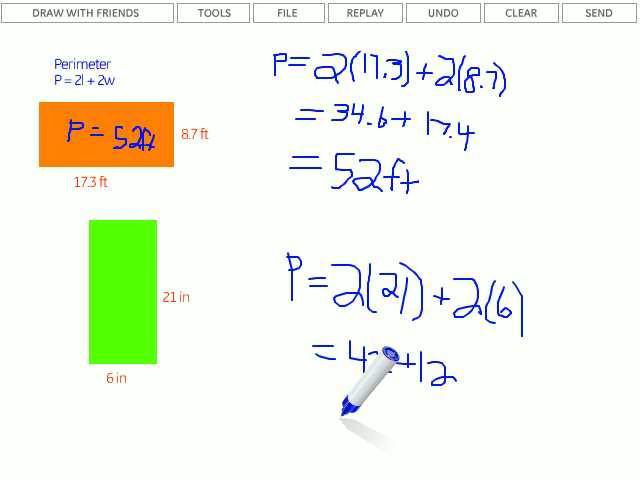 DRAW WITH FRIENDS TOOLS FILE REPLAY UNDO CLEAR SEND
Perimeter
P = 2l + 2w
P = 52ft
8.7 ft
17.3 ft
P = 2(17.3) + 2(8.7)
= 34.6 + 17.4
= 52ft
21 in
6 in
P = 2(21) + 2(6)
= 4 + 12